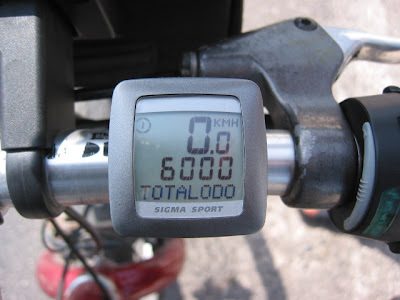 0.0 KMH
6000
TOTALODO
SIGMA SPORT